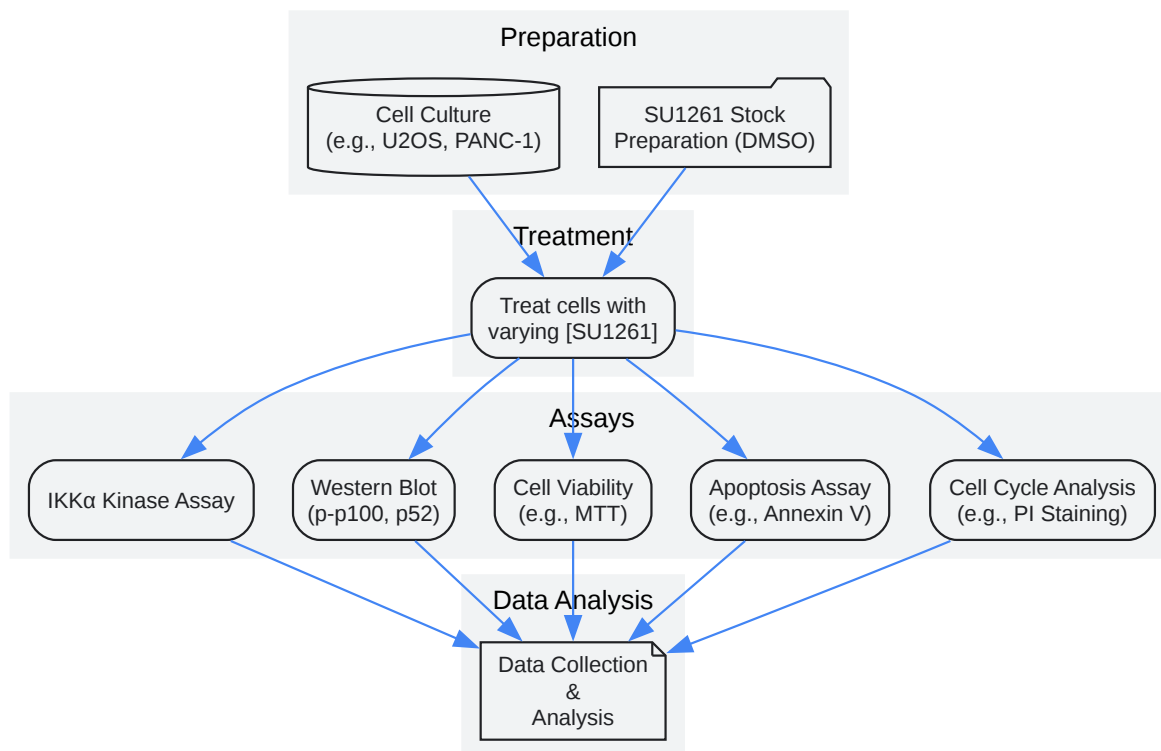 Preparation
Cell Culture
(e.g., U2OS, PANC-1)
SU1261 Stock
Preparation (DMSO)
Treatment
Treat cells with
varying [SU1261]
Assays
IKKα Kinase Assay
Western Blot
(p-p100, p52)
Cell Viability
(e.g., MTT)
Apoptosis Assay
(e.g., Annexin V)
Cell Cycle Analysis
(e.g., PI Staining)
Data Analysis
Data Collection
&
Analysis